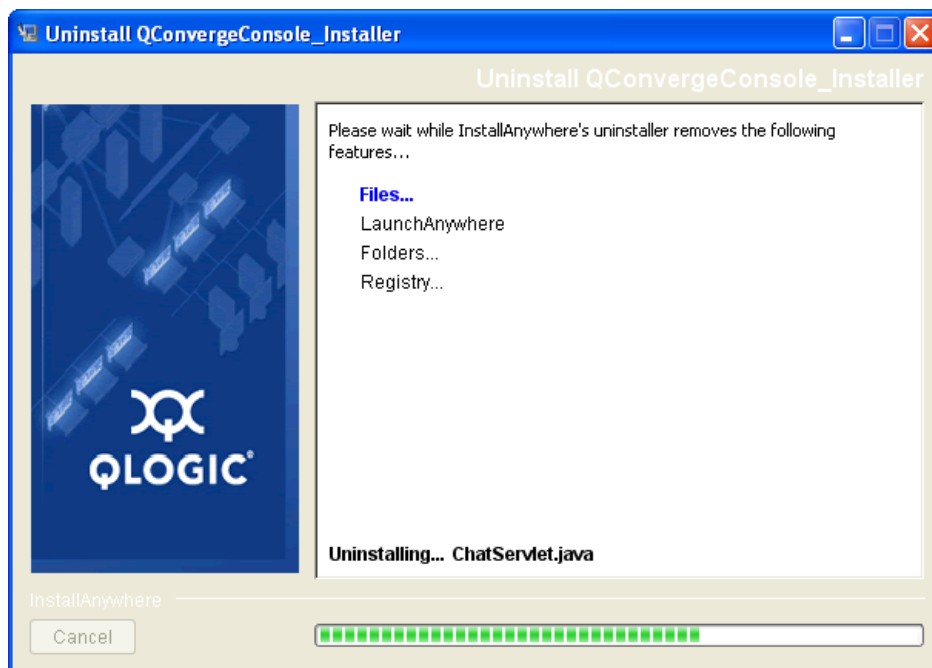 Uninstall QConvergeConsole_Installer
Uninstall QConvergeConsole_Installer
Please wait while InstallAnywhere's uninstaller removes the following
features...
Files...
LaunchAnywhere
Folders...
Registry...
QLOGIC®
Uninstalling... ChatServlet.java
InstallAnywhere
Cancel